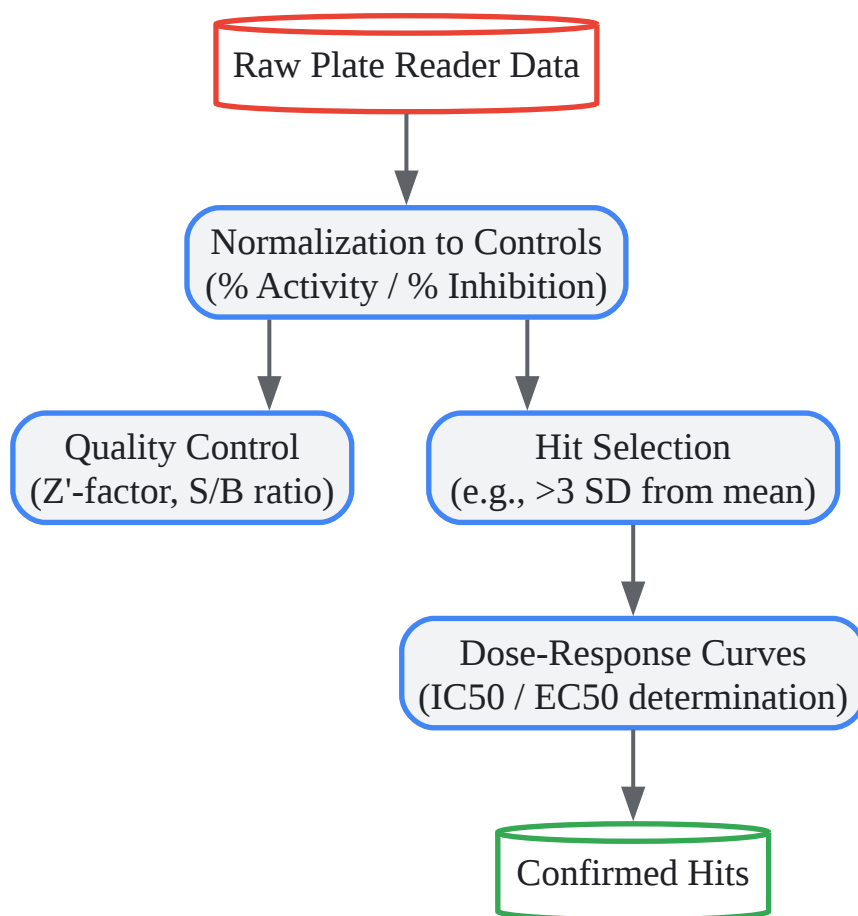 Raw Plate Reader Data
Normalization to Controls
(% Activity / % Inhibition)
Quality Control
(Z'-factor, S/B ratio)
Hit Selection
(e.g., >3 SD from mean)
Dose-Response Curves
(IC50 / EC50 determination)
Confirmed Hits